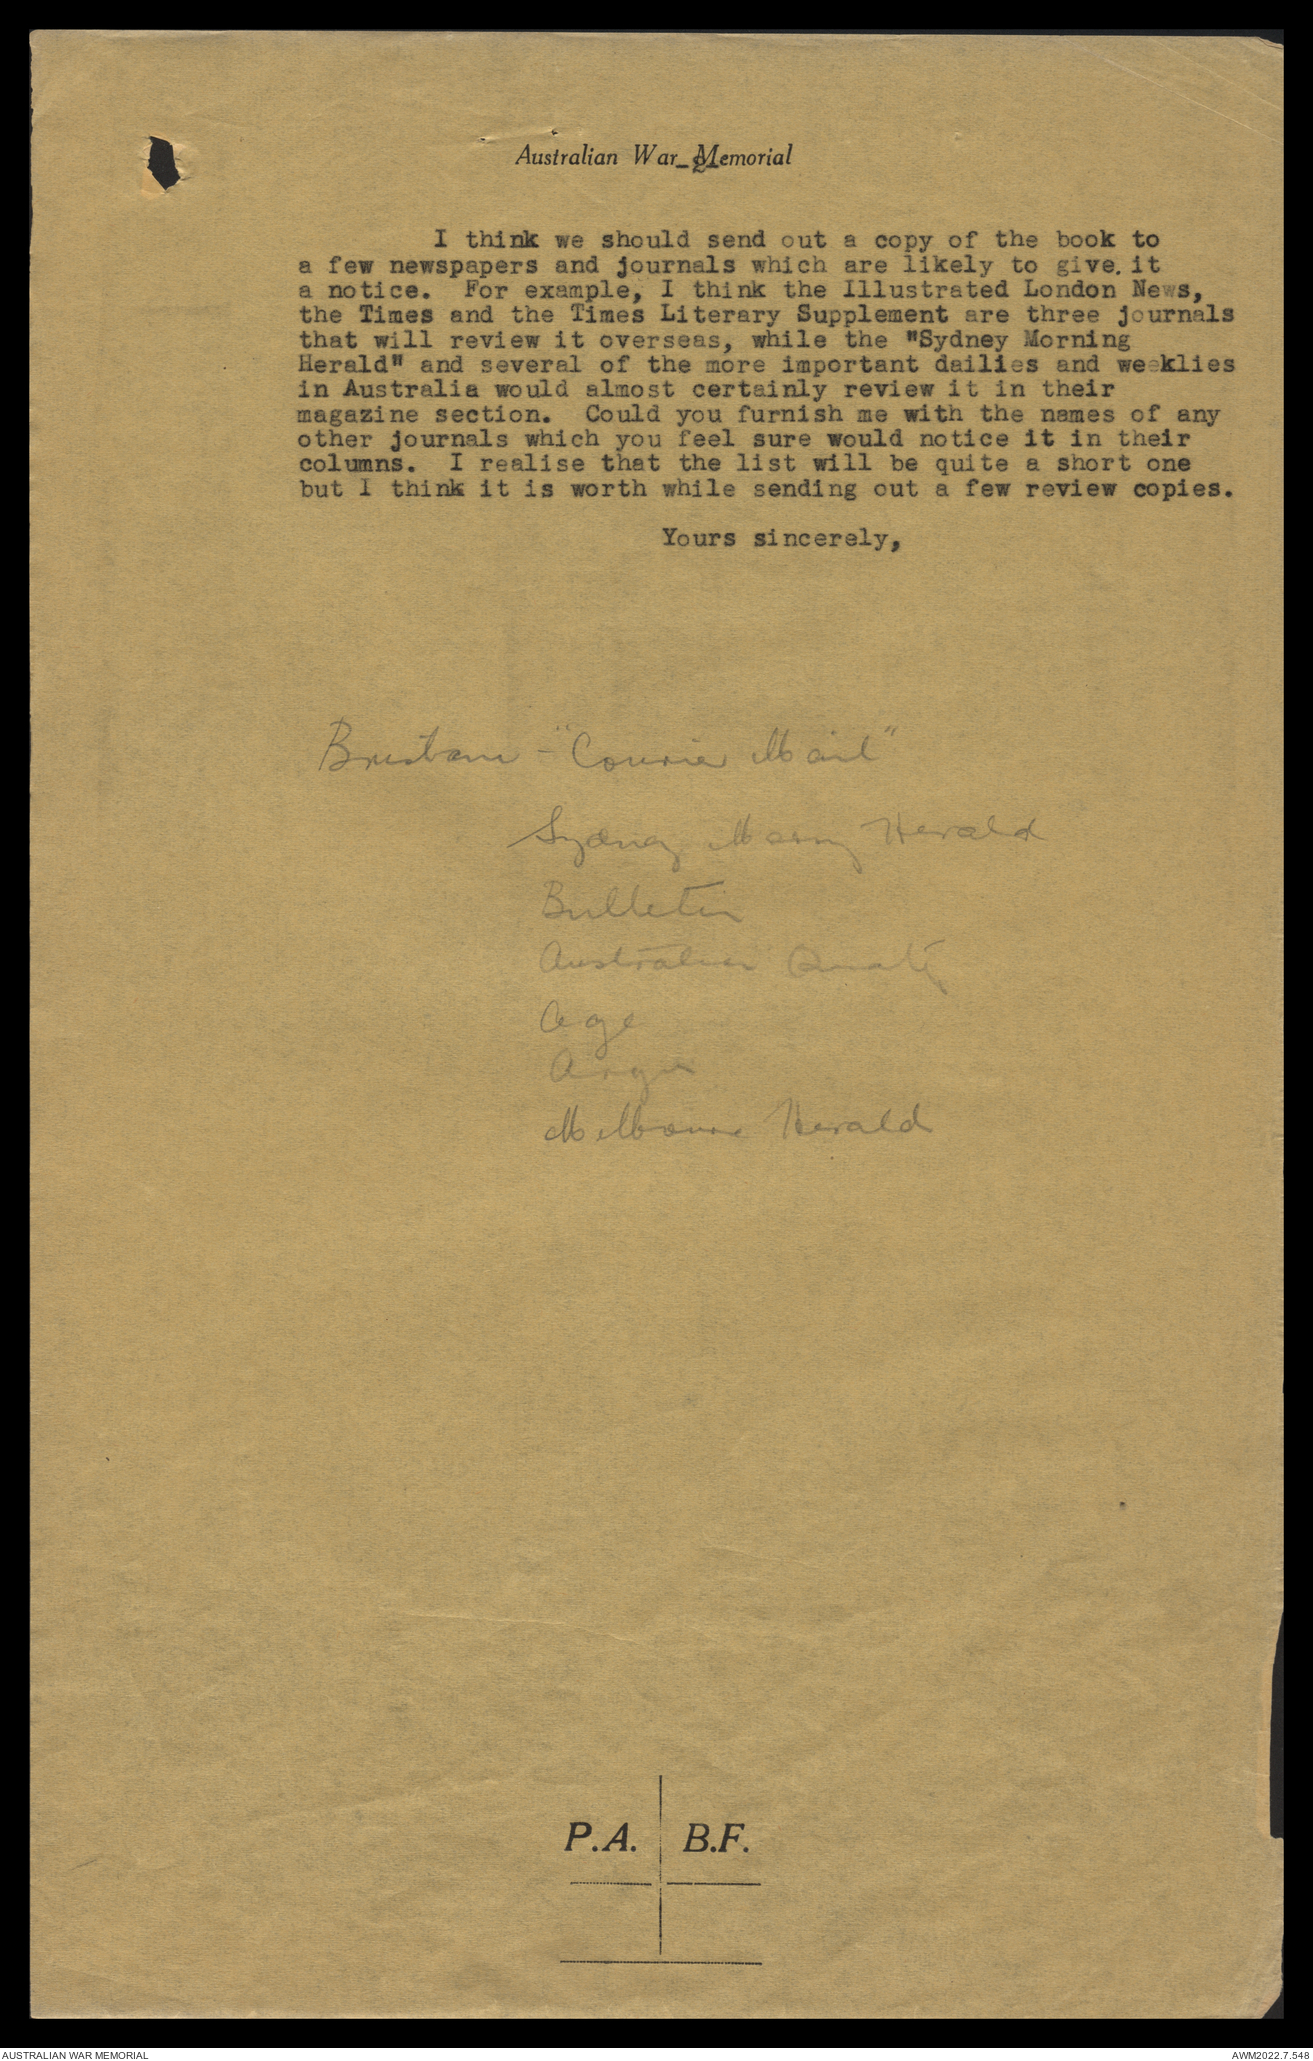 Australian War Memorial
-2-
I think we should send out a copy of the book to
a few newspapers and journals which are likely to give. it
a notice. For example, I think the Illustrated London News,
the Times and the Times Literary Supplement are three journals
that will review it overseas, while the "Sydney Morning
Herald" and several of the more important dailies and weeklies
in Australia would almost certainly review it in their
magazine section. Could you furnish me with the names of any
other journals which you feel sure would notice it in their
columns. I realise that the list will be quite a short one
but I think it is worth while sending out a few review copies.
Yours sincerely,
Brisbane - "Courier Mail"
Sydney Morng Herald
Bulletin
Australian
Age
Argus
Melbourne Herald
P.A. B.F.
AUSTRALIAN WAR MEMORIAL
AWM2022.7.548